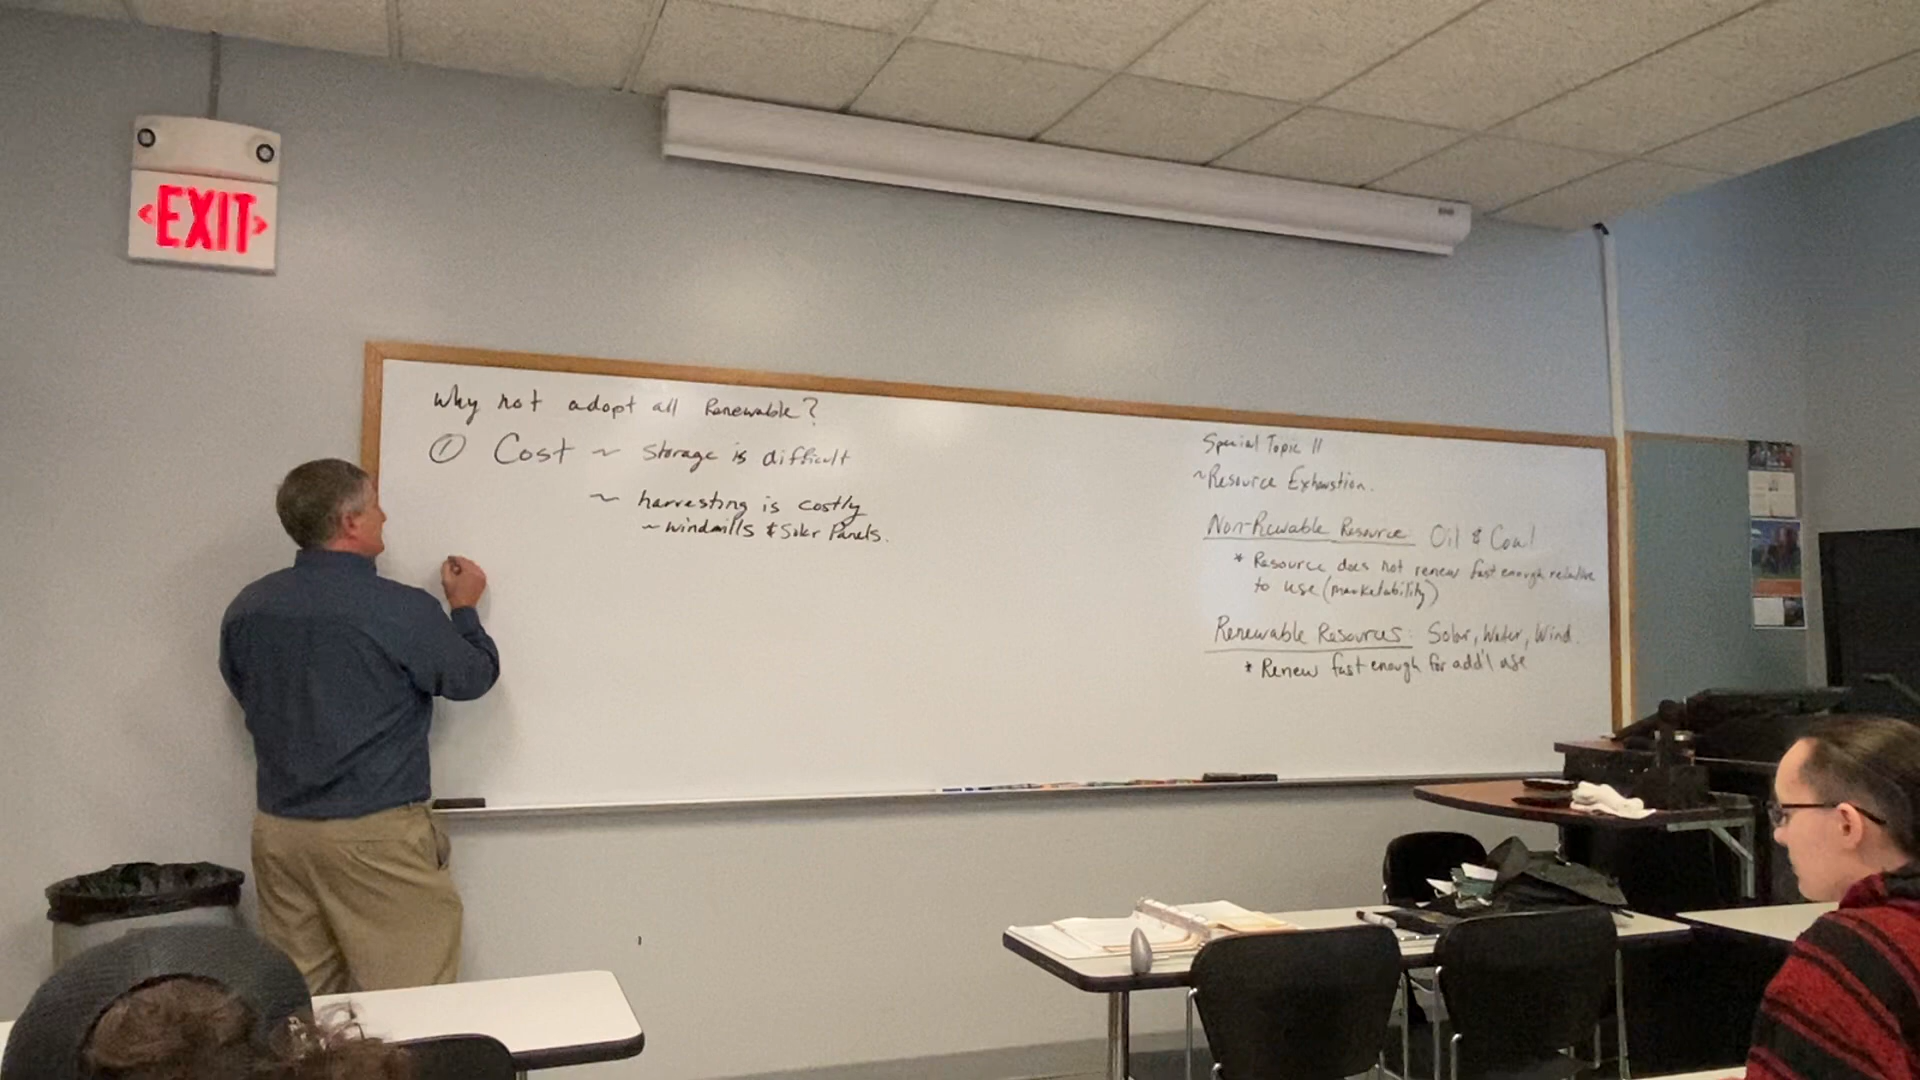 <EXIT>
Why not adopt all Renewable?
① Cost ~ Storage is difficult
~ harvesting is costly
~ windmills & Solar Panels.
Special Topic 11
~Resource Exhaustion.
Non-Rewable Resource: Oil & Coal
* Resource does not renew fast enough relative
to use (marketability)
Renewable Resources: Solar, Water, Wind.
* Renew fast enough for add'l use